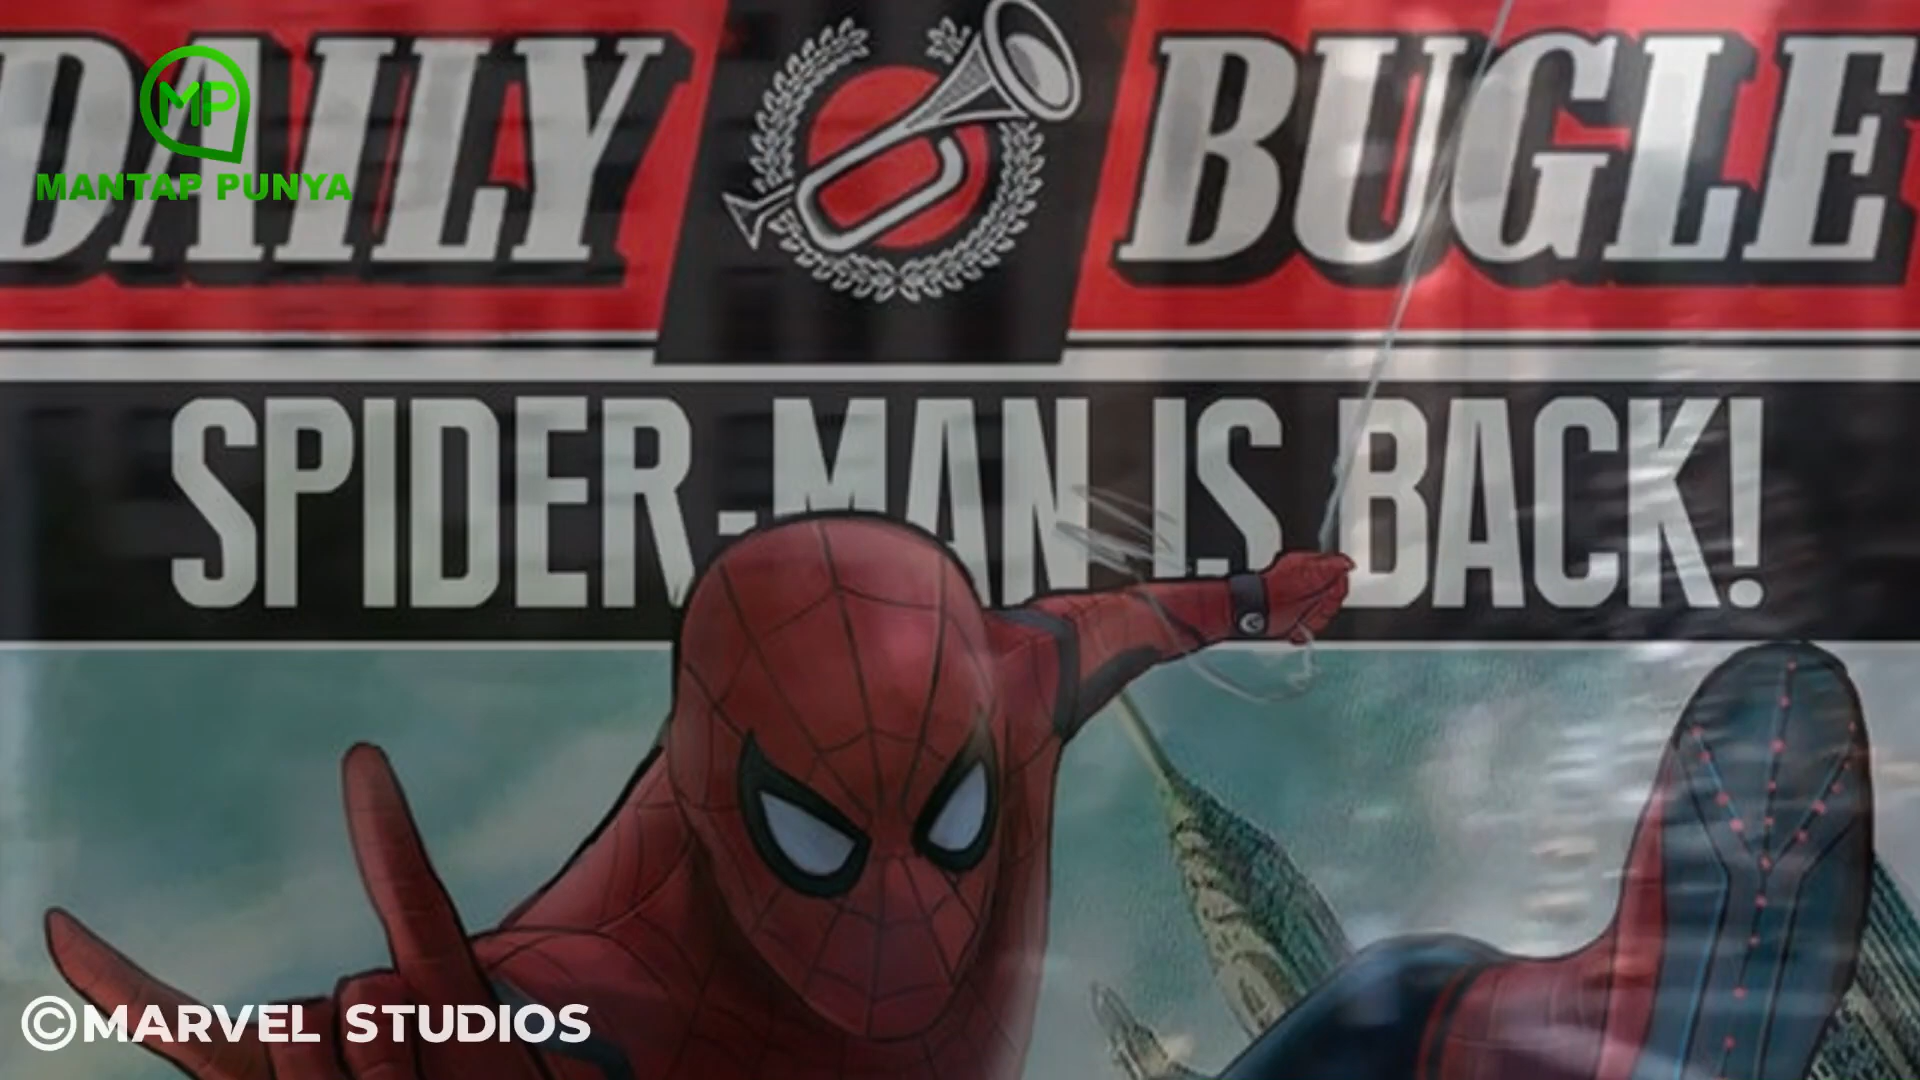 DAILY BUGLE
MP
MANTAP PUNYA
SPIDER-MAN IS BACK!
©MARVEL STUDIOS